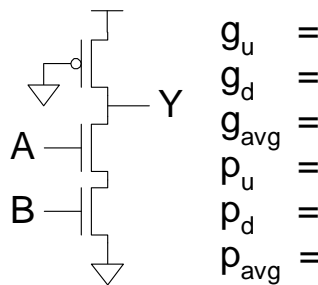 Y
A
B
g_u =
g_d =
g_avg =
p_u =
p_d =
p_avg =